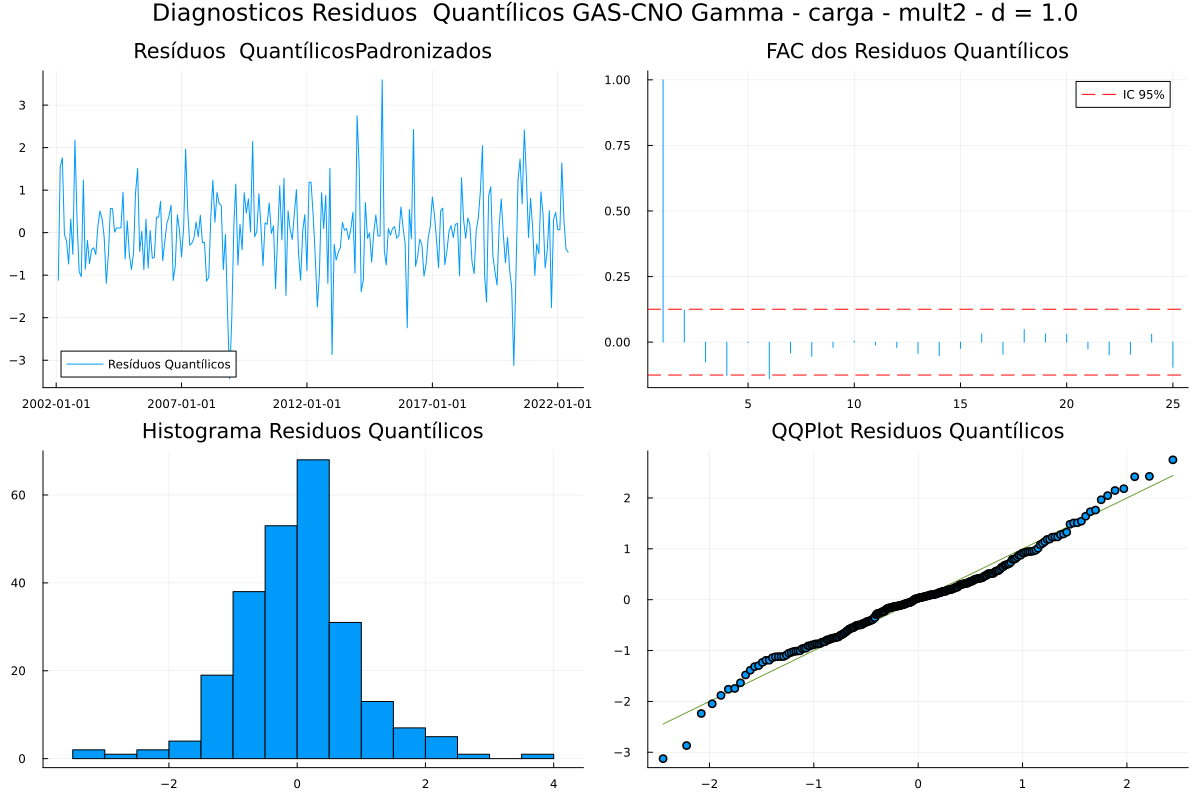 Diagnosticos Residuos  Quantílicos GAS-CNO Gamma - carga - mult2 - d = 1.0
Resíduos  QuantílicosPadronizados
3
2
1
0
−1
−2
−3
Resíduos Quantílicos
2002-01-01 2007-01-01 2012-01-01 2017-01-01 2022-01-01
FAC dos Residuos Quantílicos
1.00
0.75
0.50
0.25
0.00
IC 95%
5 10 15 20 25
Histograma Residuos Quantílicos
60
40
20
0
−2 0 2 4
QQPlot Residuos Quantílicos
2
1
0
−1
−2
−3
−2 −1 0 1 2